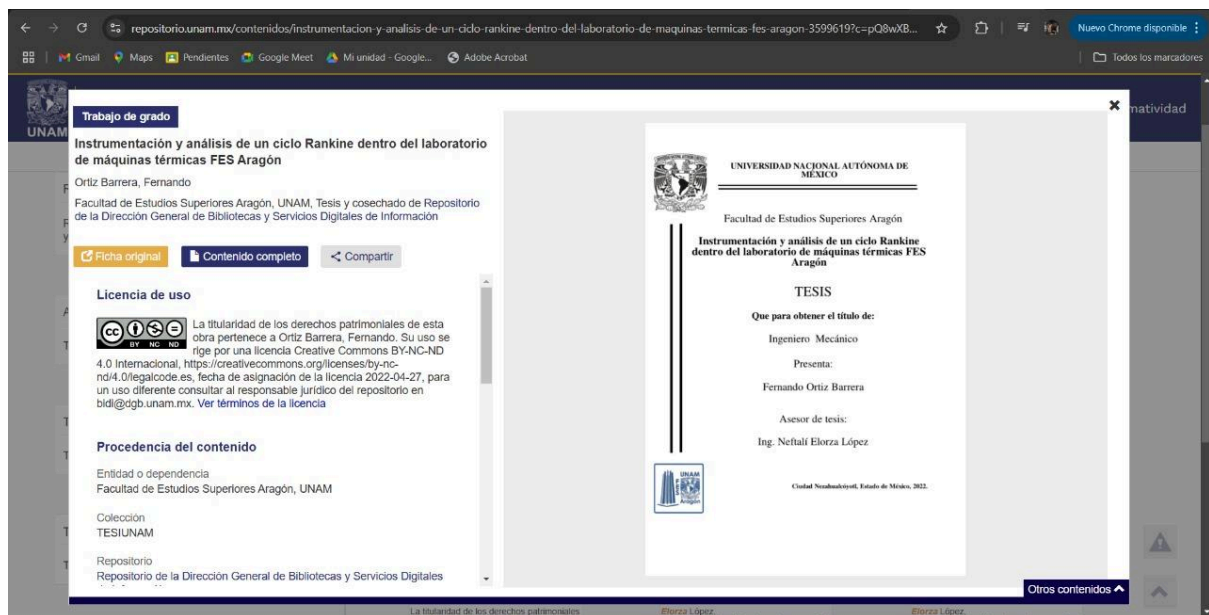 repositorio.unam.mx/contenidos/instrumentacion-y-analisis-de-un-ciclo-rankine-dentro-del-laboratorio-de-maquinas-termicas-fes-aragon-3599619?c=pQ8wXB...
Nuevo Chrome disponible
Gmail
Maps
Pendientes
Google Meet
Mi unidad - Google...
Adobe Acrobat
Todos los marcadores
UNAM
matividad
Trabajo de grado
Instrumentación y análisis de un ciclo Rankine dentro del laboratorio
de máquinas térmicas FES Aragón
Ortiz Barrera, Fernando
Facultad de Estudios Superiores Aragón, UNAM, Tesis y cosechado de Repositorio
de la Dirección General de Bibliotecas y Servicios Digitales de Información
Ficha original
Contenido completo
Compartir
Licencia de uso
cc BY NC ND
La titularidad de los derechos patrimoniales de esta
obra pertenece a Ortiz Barrera, Fernando. Su uso se
rige por una licencia Creative Commons BY-NC-ND
4.0 Internacional, https://creativecommons.org/licenses/by-nc-
nd/4.0/legalcode.es, fecha de asignación de la licencia 2022-04-27, para
un uso diferente consultar al responsable jurídico del repositorio en
bidi@dgb.unam.mx. Ver términos de la licencia
Procedencia del contenido
Entidad o dependencia
Facultad de Estudios Superiores Aragón, UNAM
Colección
TESIUNAM
Repositorio
Repositorio de la Dirección General de Bibliotecas y Servicios Digitales
UNIVERSIDAD NACIONAL AUTÓNOMA DE
MÉXICO
Facultad de Estudios Superiores Aragón
Instrumentación y análisis de un ciclo Rankine
dentro del laboratorio de máquinas térmicas FES
Aragón
TESIS
Que para obtener el título de:
Ingeniero Mecánico
Presenta:
Fernando Ortiz Barrera
Asesor de tesis:
Ing. Neftalí Elorza López
UNAM
Aragón
Ciudad Nezahualcóyotl, Estado de México, 2022.
Otros contenidos
La titularidad de los derechos patrimoniales
Elorza López,
Elorza López,